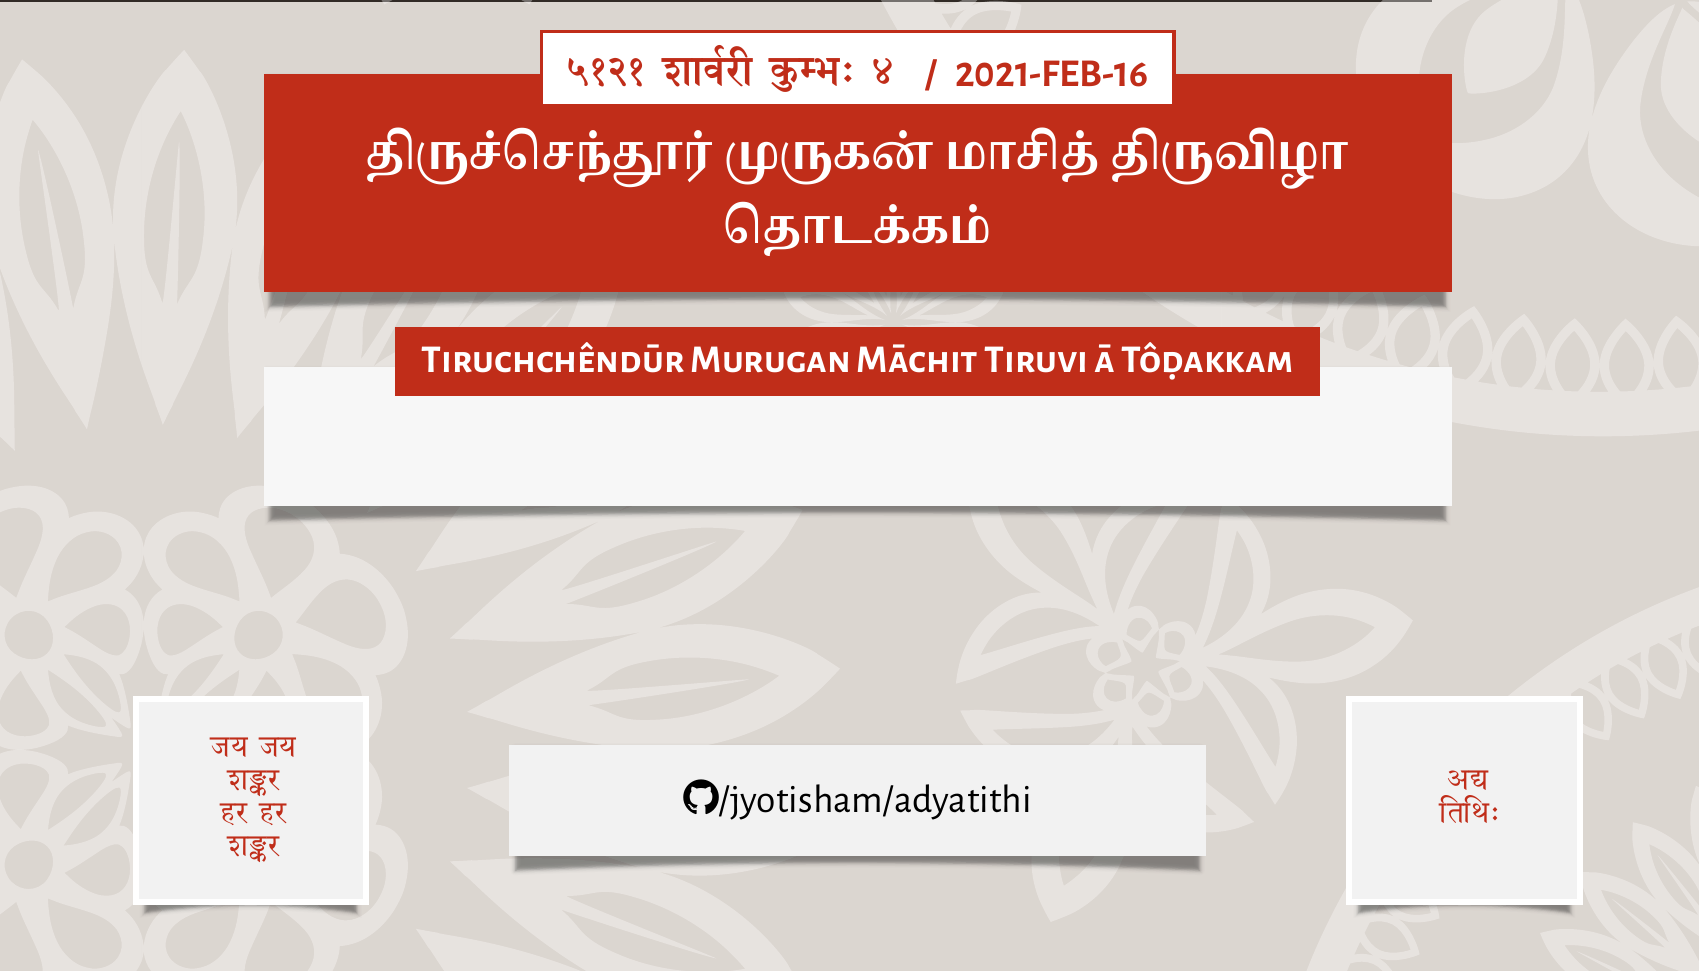 ५१२१ शार्वरी कुम्भः ४ / 2021-FEB-16
திருச்செந்தூர் முருகன் மாசித் திருவிழா
தொடக்கம்
Tiruchchêndūr Murugan Māchit Tiruvi ā Tôḍakkam
जय जय
शङ्कर
हर हर
शङ्कर
/jyotisham/adyatithi
अद्य
तिथिः